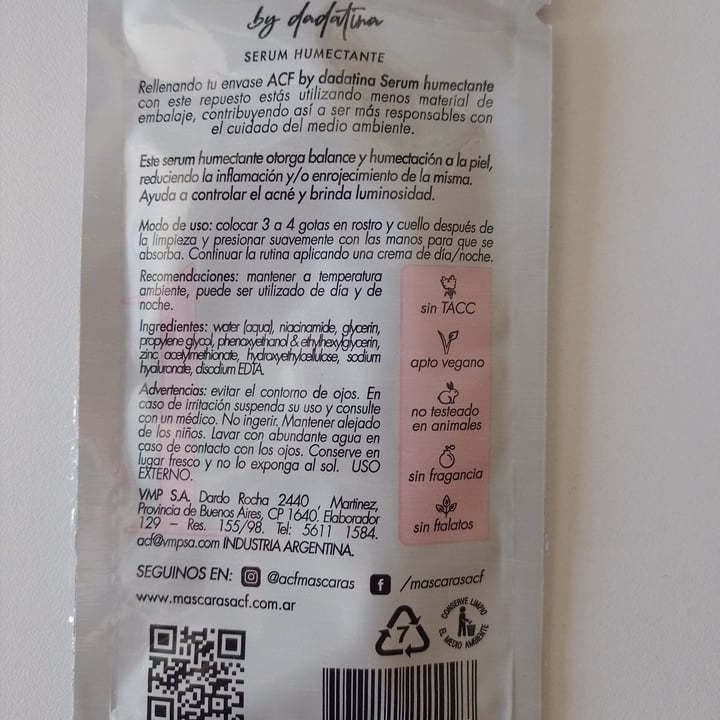 by dadatina
SERUM HUMECTANTE
Rellenando tu envase ACF by dadatina Serum humectante
con este repuesto estás utilizando menos material de
embalaje, contribuyendo así a ser más responsables con
el cuidado del medio ambiente.
Este serum humectante otorga balance y humectación a la piel,
reduciendo la inflamación y/o enrojecimiento de la misma.
Ayuda a controlar el acné y brinda luminosidad.
Modo de uso: colocar 3 a 4 gotas en rostro y cuello después de
la limpieza y presionar suavemente con las manos para que se
absorba. Continuar la rutina aplicando una crema de día/noche.
Recomendaciones: mantener a temperatura
ambiente, puede ser utilizado de día y de
noche.
Ingredientes: water (aqua), niacinamide, glycerin,
propylene glycol, phenoxyethanol & ethylhexylglycerin,
zinc acetylmethionate, hydroxyethylcellulose, sodium
hyaluronate, disodium EDTA.
Advertencias: evitar el contorno de ojos. En
caso de irritación suspenda su uso y consulte
con un médico. No ingerir. Mantener alejado
de los niños. Lavar con abundante agua en
caso de contacto con los ojos. Conserve en
lugar fresco y no lo exponga al sol. USO
EXTERNO.
VMP S.A. Dardo Rocha 2440 , Martinez,
Provincia de Buenos Aires, CP 1640. Elaborador
129 – Res. 155/98. Tel: 5611 1584.
acf@vmpsa.com INDUSTRIA ARGENTINA.
sin TACC
apto vegano
no testeado
en animales
sin fragancia
sin ftalatos
SEGUINOS EN: @acfmascaras /mascarasacf
www.mascarasacf.com.ar
7
CONSERVE LIMPIO
EL MEDIO AMBIENTE